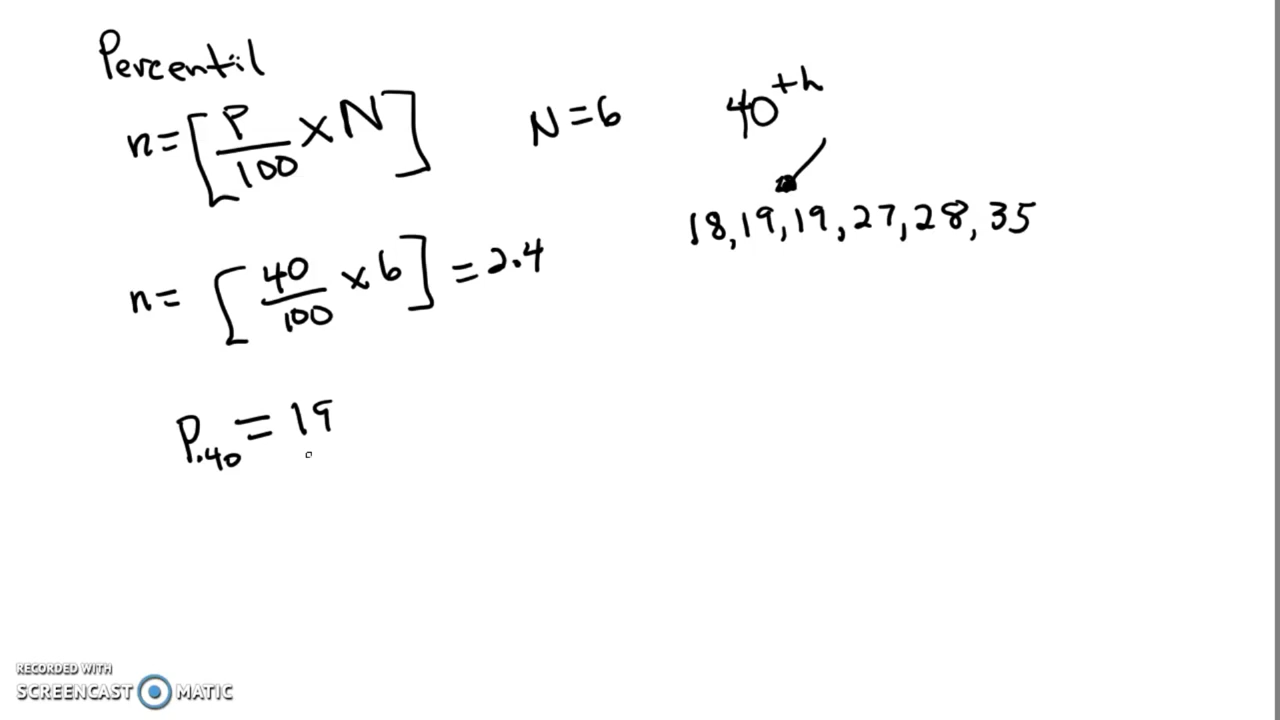 Percentil
n = [P/100 × N]
N = 6
40th
18, 19, 19, 27, 28, 35
n = [40/100 × 6] = 2.4
P.40 = 19
RECORDED WITH
SCREENCAST MATIC